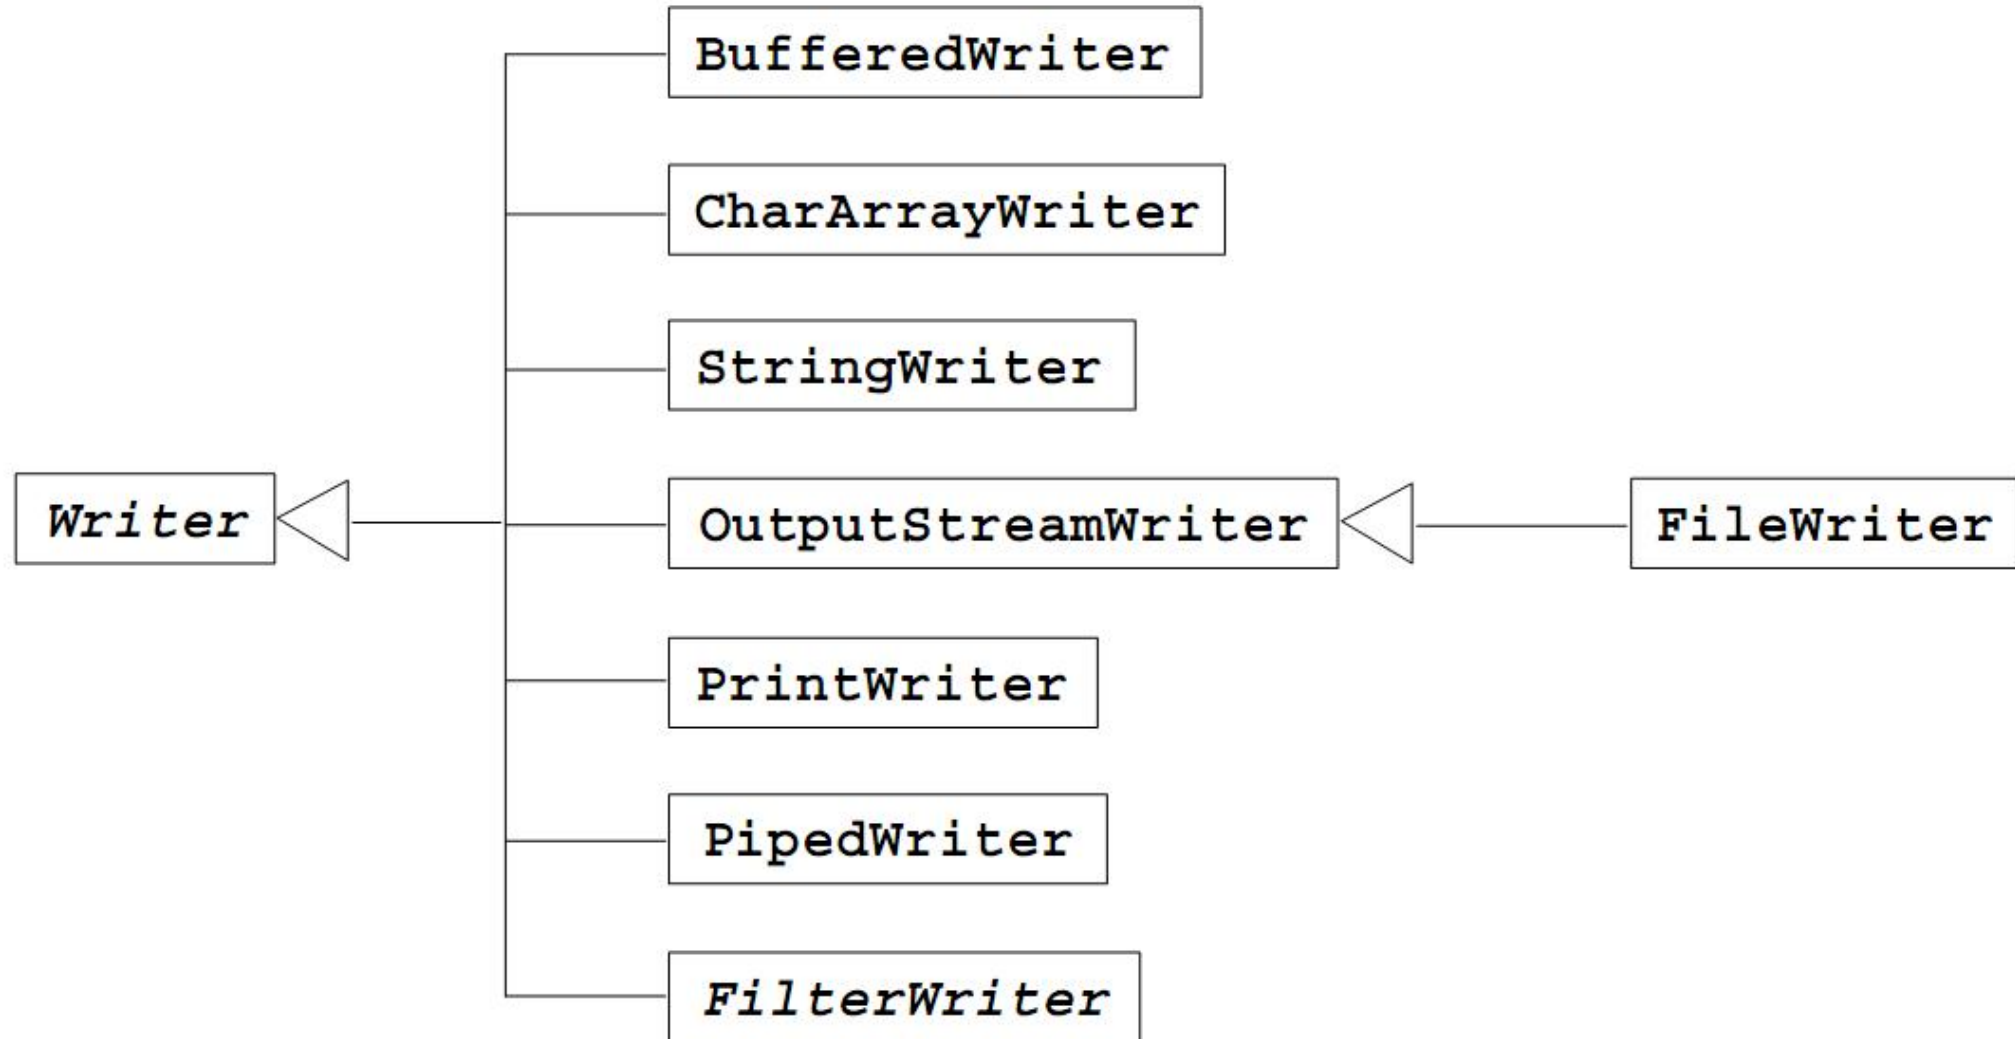 BufferedWriter
CharArrayWriter
StringWriter
Writer
OutputStreamWriter
FileWriter
PrintWriter
PipedWriter
FilterWriter